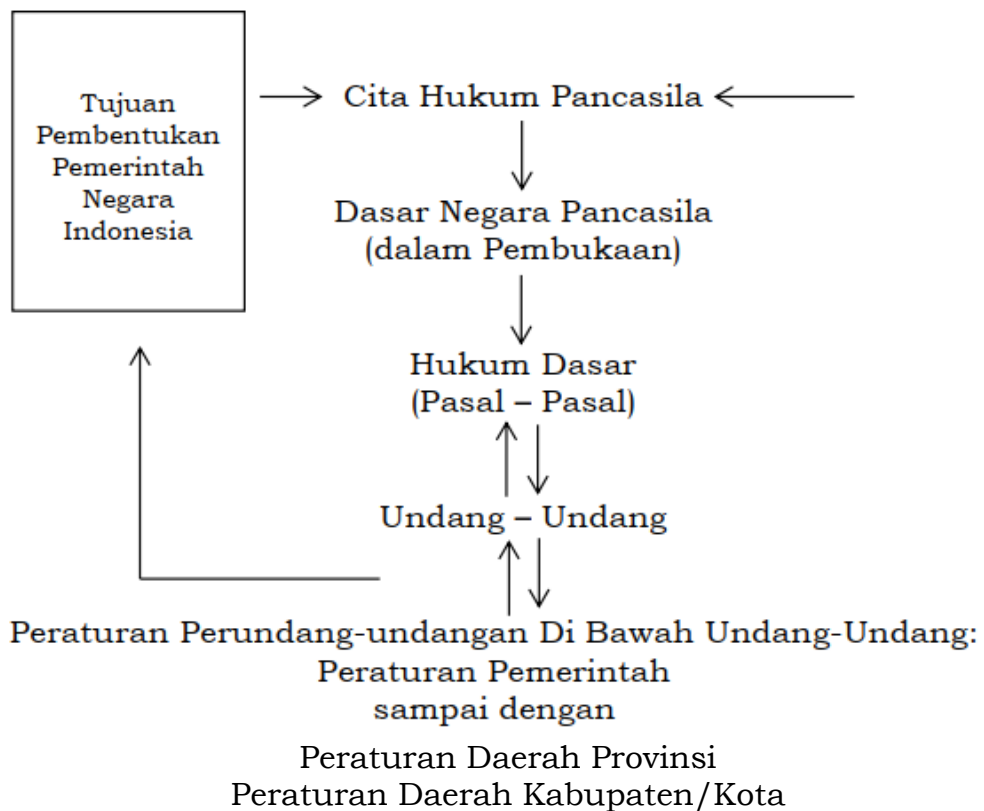 Tujuan
Pembentukan
Pemerintah
Negara
Indonesia
Cita Hukum Pancasila
Dasar Negara Pancasila
(dalam Pembukaan)
Hukum Dasar
(Pasal – Pasal)
Undang – Undang
Peraturan Perundang-undangan Di Bawah Undang-Undang:
Peraturan Pemerintah
sampai dengan
Peraturan Daerah Provinsi
Peraturan Daerah Kabupaten/Kota